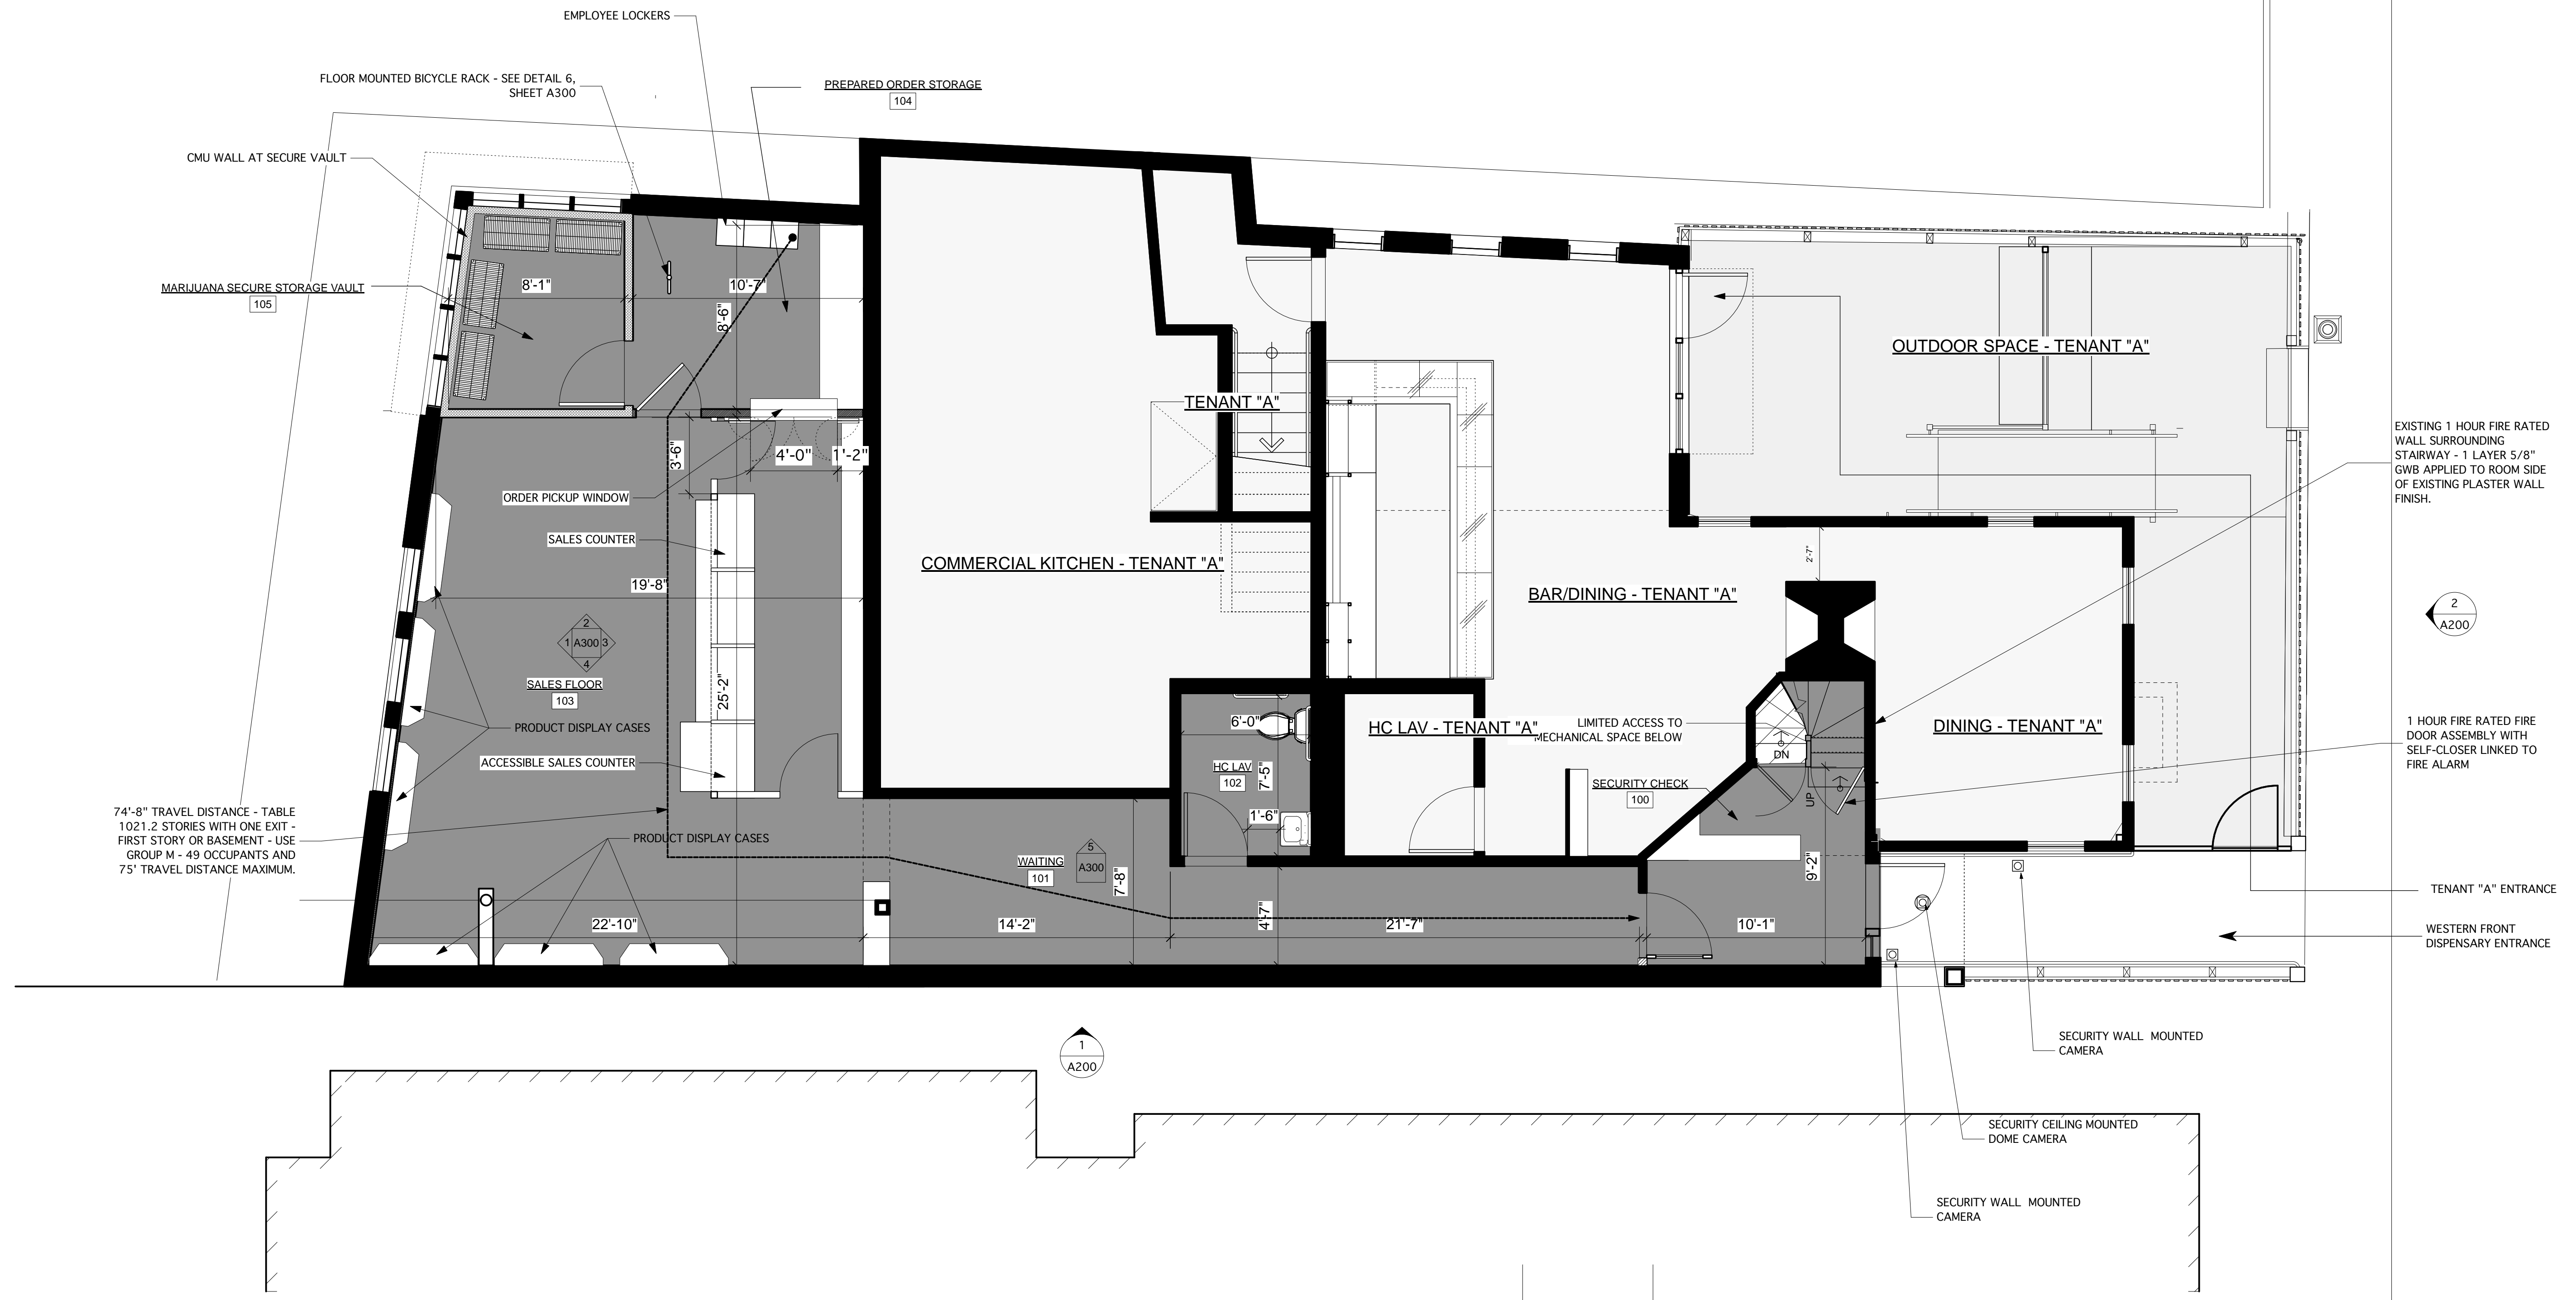 EMPLOYEE LOCKERS
FLOOR MOUNTED BICYCLE RACK - SEE DETAIL 6,
SHEET A300
PREPARED ORDER STORAGE
104
CMU WALL AT SECURE VAULT
MARIJUANA SECURE STORAGE VAULT
105
8'-1"
10'-7"
8'-6"
3'-6"
4'-0"
1'-2"
ORDER PICKUP WINDOW
SALES COUNTER
19'-8"
2
1 A300 3
4
SALES FLOOR
103
25'-2"
PRODUCT DISPLAY CASES
ACCESSIBLE SALES COUNTER
74'-8" TRAVEL DISTANCE - TABLE
1021.2 STORIES WITH ONE EXIT -
FIRST STORY OR BASEMENT - USE
GROUP M - 49 OCCUPANTS AND
75' TRAVEL DISTANCE MAXIMUM.
PRODUCT DISPLAY CASES
22'-10"
TENANT "A"
COMMERCIAL KITCHEN - TENANT "A"
6'-0"
HC LAV
102
7'-5"
1'-6"
WAITING
101
5
A300
7'-8"
14'-2"
4'-7"
21'-7"
HC LAV - TENANT "A"
BAR/DINING - TENANT "A"
LIMITED ACCESS TO
MECHANICAL SPACE BELOW
SECURITY CHECK
100
DN
UP
9'-2"
10'-1"
2'-7"
DINING - TENANT "A"
OUTDOOR SPACE - TENANT "A"
EXISTING 1 HOUR FIRE RATED
WALL SURROUNDING
STAIRWAY - 1 LAYER 5/8"
GWB APPLIED TO ROOM SIDE
OF EXISTING PLASTER WALL
FINISH.
2
A200
1 HOUR FIRE RATED FIRE
DOOR ASSEMBLY WITH
SELF-CLOSER LINKED TO
FIRE ALARM
TENANT "A" ENTRANCE
WESTERN FRONT
DISPENSARY ENTRANCE
SECURITY WALL MOUNTED
CAMERA
1
A200
SECURITY CEILING MOUNTED
DOME CAMERA
SECURITY WALL MOUNTED
CAMERA